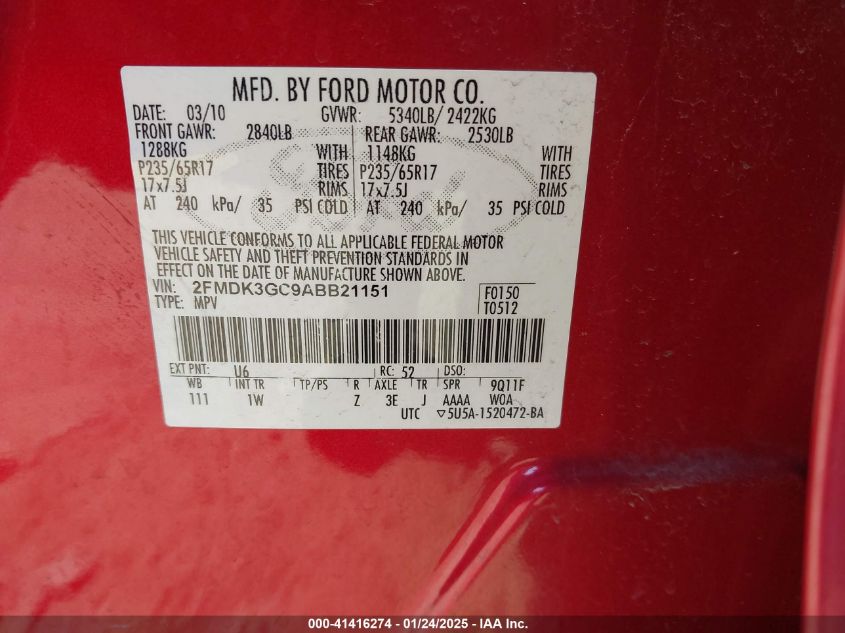 MFD. BY FORD MOTOR CO.
DATE: 03/10 GVWR: 5340LB/ 2422KG
FRONT GAWR: 2840LB REAR GAWR: 2530LB
1288KG WITH 1148KG WITH
P235/65R17 TIRES P235/65R17 TIRES
17x7.5J RIMS 17x7.5J RIMS
AT 240 kPa/ 35 PSI COLD AT 240 kPa/ 35 PSI COLD
THIS VEHICLE CONFORMS TO ALL APPLICABLE FEDERAL MOTOR
VEHICLE SAFETY AND THEFT PREVENTION STANDARDS IN
EFFECT ON THE DATE OF MANUFACTURE SHOWN ABOVE.
VIN: 2FMDK3GC9ABB21151 F0150
TYPE: MPV T0512
EXT PNT: U6 RC: 52 DSO:
WB INT TR TP/PS R AXLE TR SPR 9Q11F
111 1W Z 3E J AAAA W0A
UTC ▽5U5A-1520472-BA
000-41416274 - 01/24/2025 - IAA Inc.